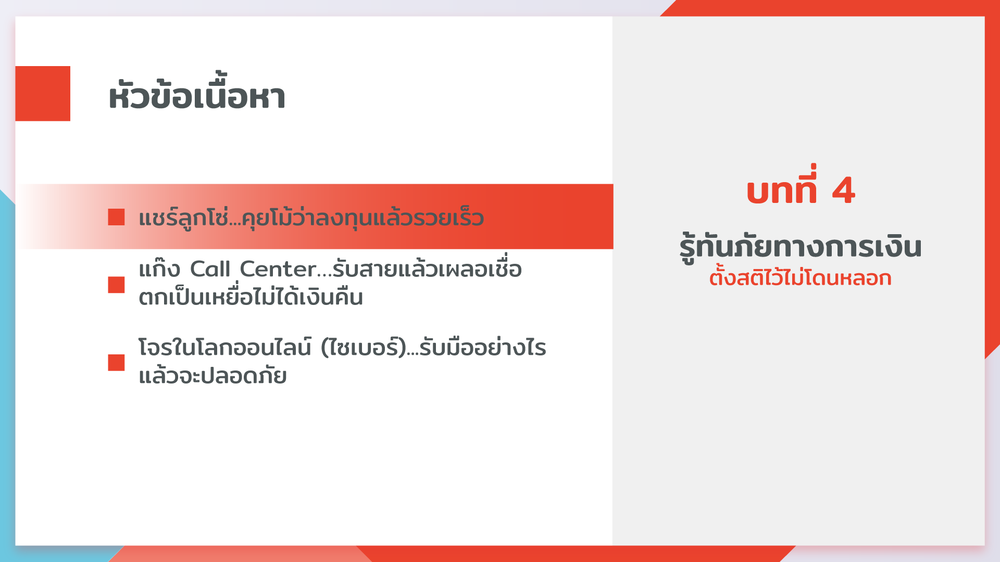 หัวข้อเนื้อหา
แชร์ลูกโซ่...คุยโม้ว่าลงทุนแล้วรวยเร็ว
แก๊ง Call Center...รับสายแล้วเผลอเชื่อ
ตกเป็นเหยื่อไม่ได้เงินคืน
โจรในโลกออนไลน์ (ไซเบอร์)...รับมืออย่างไร
แล้วจะปลอดภัย
บทที่ 4
รู้ทันภัยทางการเงิน
ตั้งสติไว้ไม่โดนหลอก